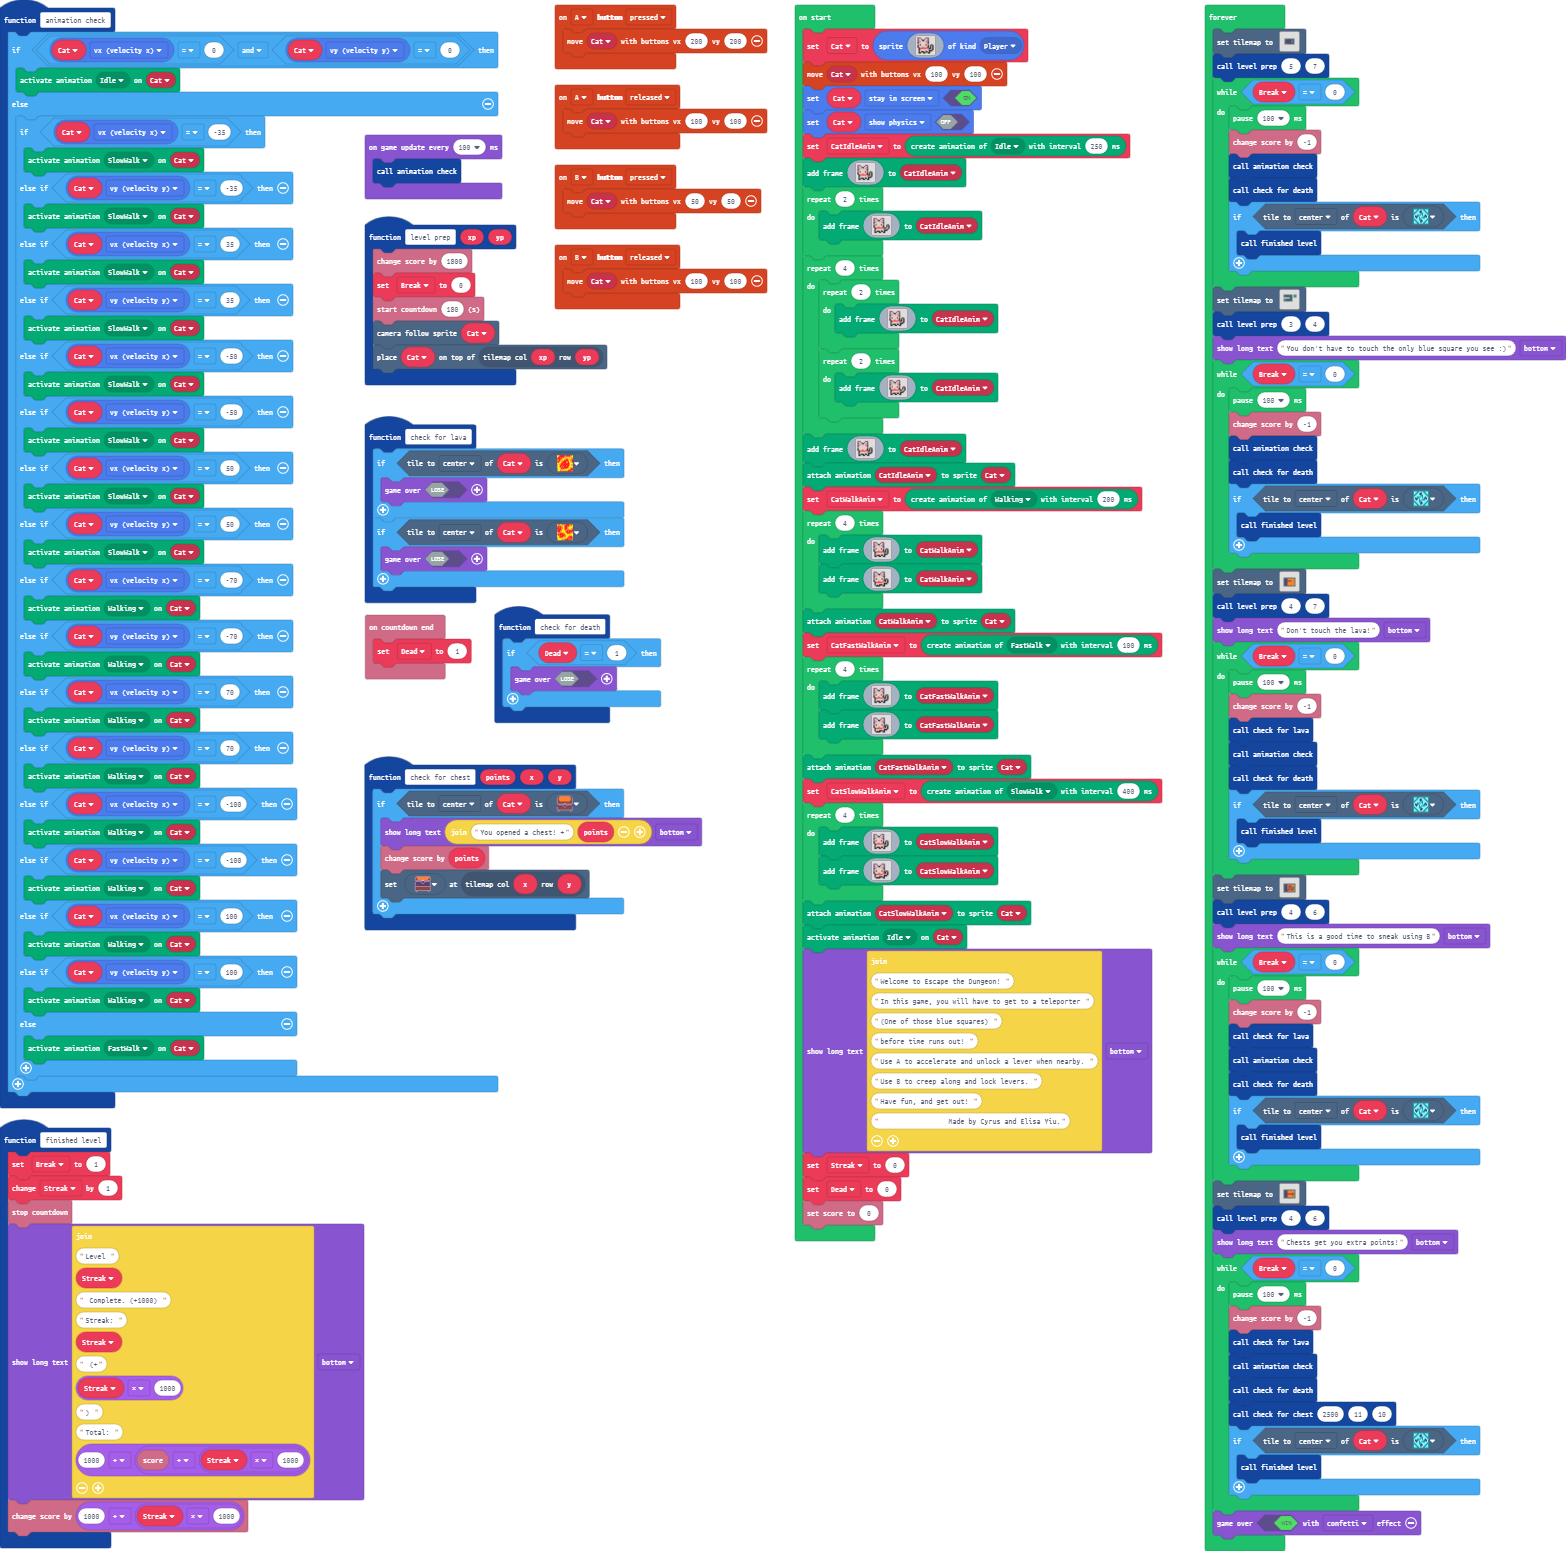 function animation check
if Cat vx (velocity x) = 0 and Cat vy (velocity y) = 0 then
activate animation Idle on Cat
else
if Cat vx (velocity x) = -35 then
activate animation SlowWalk on Cat
else if Cat vy (velocity y) = -35 then
activate animation SlowWalk on Cat
else if Cat vx (velocity x) = 35 then
activate animation SlowWalk on Cat
else if Cat vy (velocity y) = 35 then
activate animation SlowWalk on Cat
else if Cat vx (velocity x) = -50 then
activate animation SlowWalk on Cat
else if Cat vy (velocity y) = -50 then
activate animation SlowWalk on Cat
else if Cat vx (velocity x) = 50 then
activate animation SlowWalk on Cat
else if Cat vy (velocity y) = 50 then
activate animation SlowWalk on Cat
else if Cat vx (velocity x) = -70 then
activate animation Walking on Cat
else if Cat vy (velocity y) = -70 then
activate animation Walking on Cat
else if Cat vx (velocity x) = 70 then
activate animation Walking on Cat
else if Cat vy (velocity y) = 70 then
activate animation Walking on Cat
else if Cat vx (velocity x) = -100 then
activate animation Walking on Cat
else if Cat vy (velocity y) = -100 then
activate animation Walking on Cat
else if Cat vx (velocity x) = 100 then
activate animation Walking on Cat
else if Cat vy (velocity y) = 100 then
activate animation Walking on Cat
else
activate animation FastWalk on Cat
function finished level
set Break to 1
change Streak by 1
stop countdown
show long text bottom
join
"Level "
Streak
" Complete. (+1000) "
"Streak: "
Streak
" (+"
Streak × 1000
") "
"Total: "
1000 + score + Streak × 1000
change score by 1000 + Streak × 1000
on game update every 100 ms
call animation check
function level prep xp yp
change score by 1800
set Break to 0
start countdown 180 (s)
camera follow sprite Cat
place Cat on top of tilemap col xp row yp
function check for lava
if tile to center of Cat is then
game over LOSE
if tile to center of Cat is then
game over LOSE
on countdown end
set Dead to 1
function check for death
if Dead = 1 then
game over LOSE
function check for chest points x y
if tile to center of Cat is then
show long text join "You opened a chest! +" points bottom
change score by points
set at tilemap col x row y
on A button pressed
move Cat with buttons vx 200 vy 200
on A button released
move Cat with buttons vx 100 vy 100
on B button pressed
move Cat with buttons vx 50 vy 50
on B button released
move Cat with buttons vx 100 vy 100
on start
set Cat to sprite of kind Player
move Cat with buttons vx 100 vy 100
set Cat stay in screen ON
set Cat show physics OFF
set CatIdleAnim to create animation of Idle with interval 250 ms
add frame to CatIdleAnim
repeat 2 times
do
add frame to CatIdleAnim
repeat 4 times
do
repeat 2 times
do
add frame to CatIdleAnim
repeat 2 times
do
add frame to CatIdleAnim
add frame to CatIdleAnim
attach animation CatIdleAnim to sprite Cat
set CatWalkAnim to create animation of Walking with interval 200 ms
repeat 4 times
do
add frame to CatWalkAnim
add frame to CatWalkAnim
attach animation CatWalkAnim to sprite Cat
set CatFastWalkAnim to create animation of FastWalk with interval 100 ms
repeat 4 times
do
add frame to CatFastWalkAnim
add frame to CatFastWalkAnim
attach animation CatFastWalkAnim to sprite Cat
set CatSlowWalkAnim to create animation of SlowWalk with interval 400 ms
repeat 4 times
do
add frame to CatSlowWalkAnim
add frame to CatSlowWalkAnim
attach animation CatSlowWalkAnim to sprite Cat
activate animation Idle on Cat
show long text bottom
join
"Welcome to Escape the Dungeon! "
"In this game, you will have to get to a teleporter "
"(One of those blue squares) "
"before time runs out! "
"Use A to accelerate and unlock a lever when nearby. "
"Use B to creep along and lock levers. "
"Have fun, and get out! "
" Made by Cyrus and Elisa Yiu."
set Streak to 0
set Dead to 0
set score to 0
forever
set tilemap to
call level prep 5 7
while Break = 0
do
pause 100 ms
change score by -1
call animation check
call check for death
if tile to center of Cat is then
call finished level
set tilemap to
call level prep 3 4
show long text "You don't have to touch the only blue square you see :)" bottom
while Break = 0
do
pause 100 ms
change score by -1
call animation check
call check for death
if tile to center of Cat is then
call finished level
set tilemap to
call level prep 4 7
show long text "Don't touch the lava!" bottom
while Break = 0
do
pause 100 ms
change score by -1
call check for lava
call animation check
call check for death
if tile to center of Cat is then
call finished level
set tilemap to
call level prep 4 6
show long text "This is a good time to sneak using B" bottom
while Break = 0
do
pause 100 ms
change score by -1
call check for lava
call animation check
call check for death
if tile to center of Cat is then
call finished level
set tilemap to
call level prep 4 6
show long text "Chests get you extra points!" bottom
while Break = 0
do
pause 100 ms
change score by -1
call check for lava
call animation check
call check for death
call check for chest 2500 11 10
if tile to center of Cat is then
call finished level
game over WIN with confetti effect